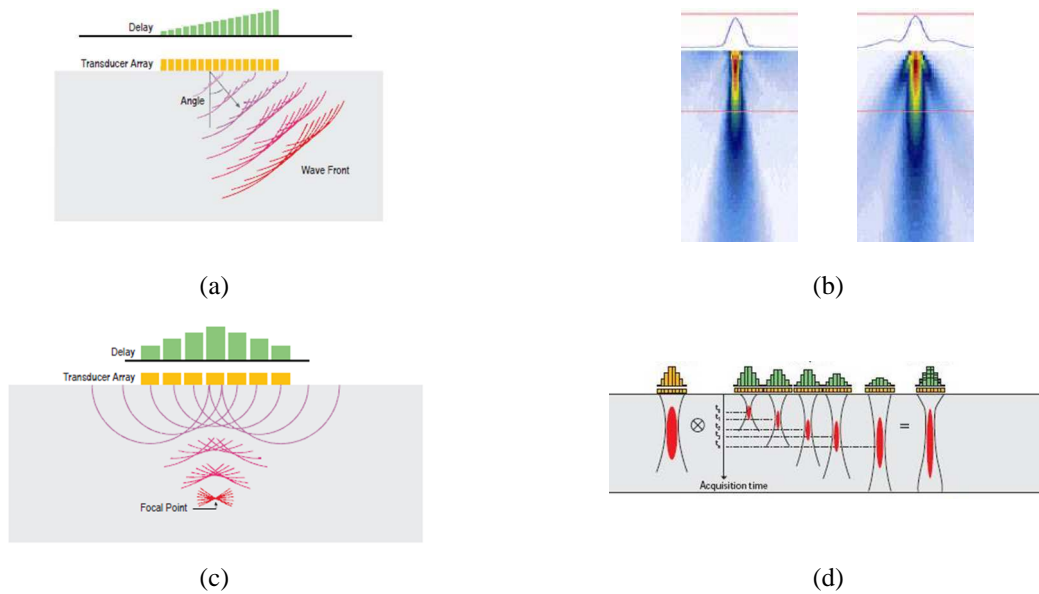 Delay
Transducer Array
Angle
Wave Front
(a)
(b)
Delay
Transducer Array
Focal Point
(c)
Acquisition time
=
(d)